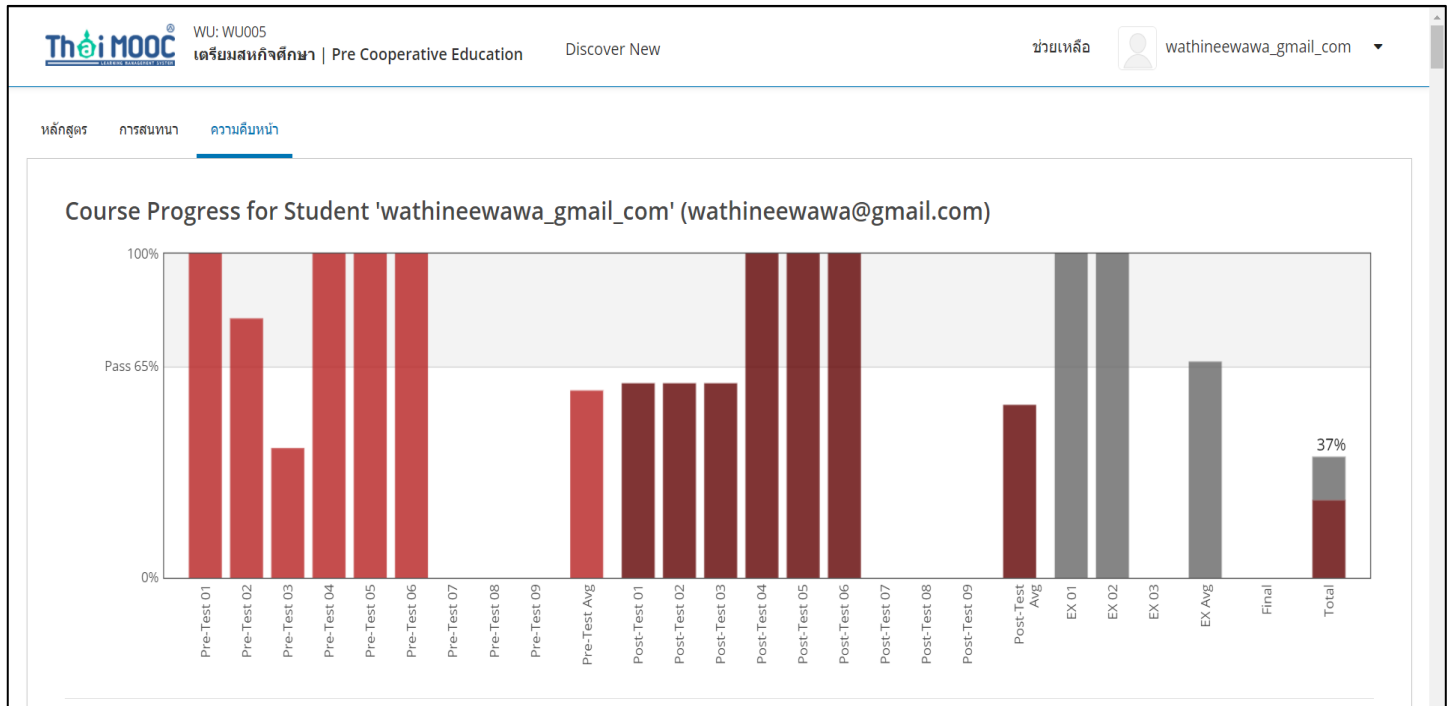 Thai MOOC®
LEARNING MANAGEMENT SYSTEM
WU: WU005
เตรียมสหกิจศึกษา | Pre Cooperative Education
Discover New
ช่วยเหลือ
wathineewawa_gmail_com
หลักสูตร การสนทนา ความคืบหน้า
Course Progress for Student 'wathineewawa_gmail_com' (wathineewawa@gmail.com)
100%
Pass 65%
0%
37%
Pre-Test 01
Pre-Test 02
Pre-Test 03
Pre-Test 04
Pre-Test 05
Pre-Test 06
Pre-Test 07
Pre-Test 08
Pre-Test 09
Pre-Test Avg
Post-Test 01
Post-Test 02
Post-Test 03
Post-Test 04
Post-Test 05
Post-Test 06
Post-Test 07
Post-Test 08
Post-Test 09
Post-Test
Avg
EX 01
EX 02
EX 03
EX Avg
Final
Total